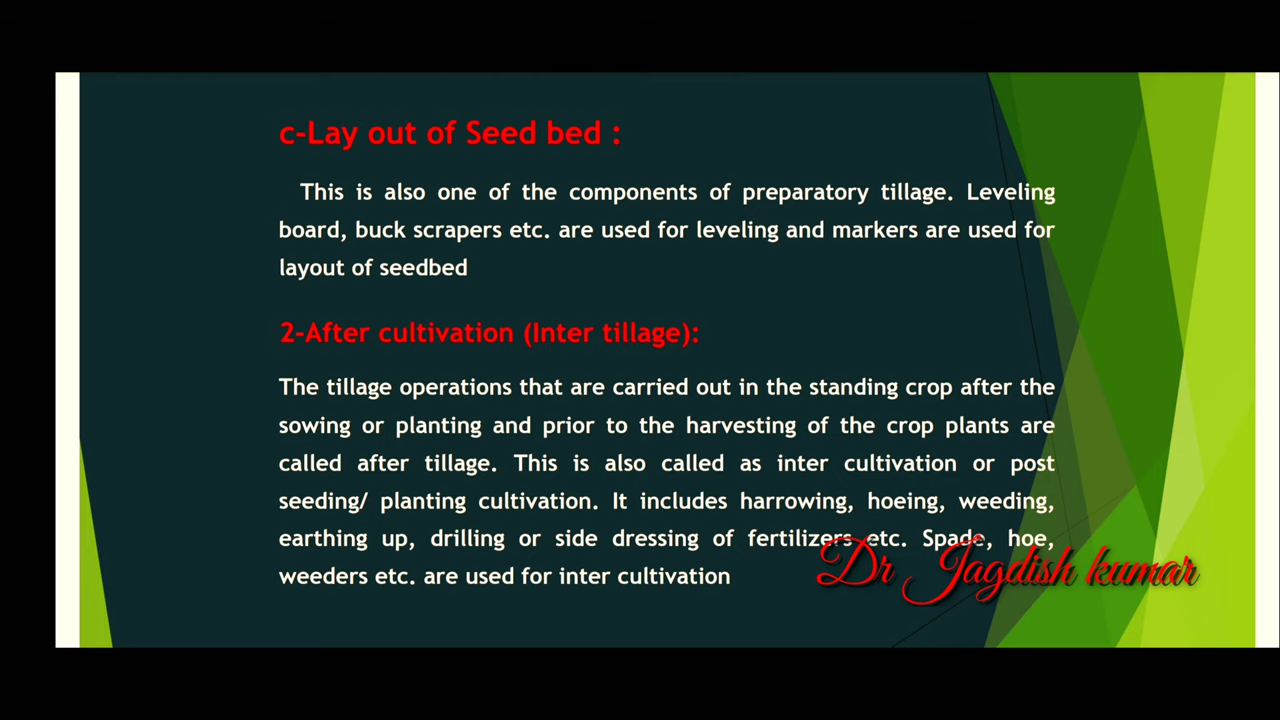 c-Lay out of Seed bed :
This is also one of the components of preparatory tillage. Leveling
board, buck scrapers etc. are used for leveling and markers are used for
layout of seedbed
2-After cultivation (Inter tillage):
The tillage operations that are carried out in the standing crop after the
sowing or planting and prior to the harvesting of the crop plants are
called after tillage. This is also called as inter cultivation or post
seeding/ planting cultivation. It includes harrowing, hoeing, weeding,
earthing up, drilling or side dressing of fertilizers etc. Spade, hoe,
weeders etc. are used for inter cultivation
Dr Jagdish kumar